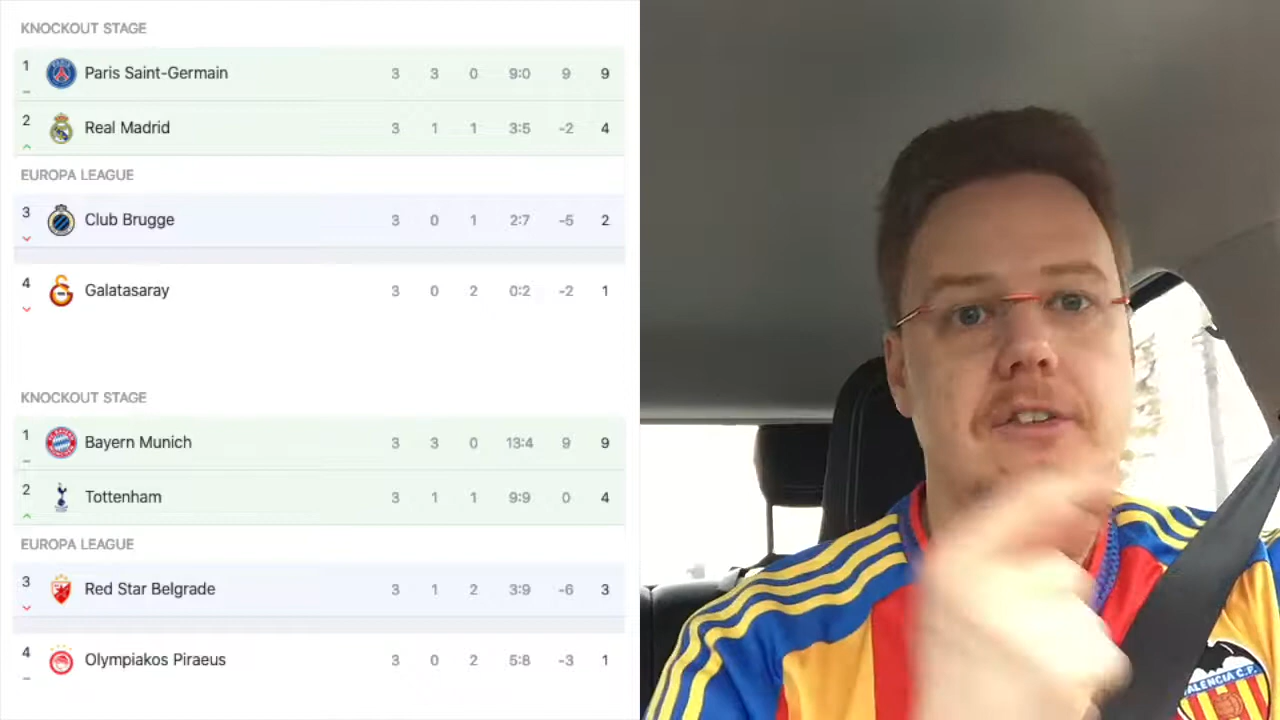 KNOCKOUT STAGE
1 Paris Saint-Germain 3 3 0 9:0 9 9
2 Real Madrid 3 1 1 3:5 -2 4
EUROPA LEAGUE
3 Club Brugge 3 0 1 2:7 -5 2
4 Galatasaray 3 0 2 0:2 -2 1
KNOCKOUT STAGE
1 Bayern Munich 3 3 0 13:4 9 9
2 Tottenham 3 1 1 9:9 0 4
EUROPA LEAGUE
3 Red Star Belgrade 3 1 2 3:9 -6 3
4 Olympiakos Piraeus 3 0 2 5:8 -3 1
VALENCIA C.F.